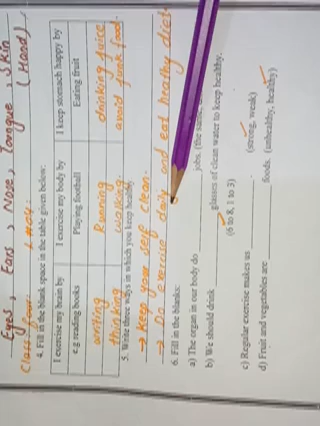 Eyes, Ears, Nose, Toungue, Skin
(Hand)
4. Fill in the blank space in the table given below:
I exercise my brain by I exercise my body by I keep stomach happy by
e.g reading books Playing football Eating fruit
writing Running drinking juice
thinking walking. avoid junk food.
5. Write three ways in which you keep healthy
→ Keep your self clean.
→ Do exercise daily and eat healthy diet.
6. Fill in the blanks:
a) The organ in our body do jobs. (the same,
b) We should drink glasses of clean water to keep healthy.
(6 to 8, 1 to 3)
c) Regular exercise makes us . (strong, weak)
d) Fruit and vegetables are foods. (unhealthy, healthy)